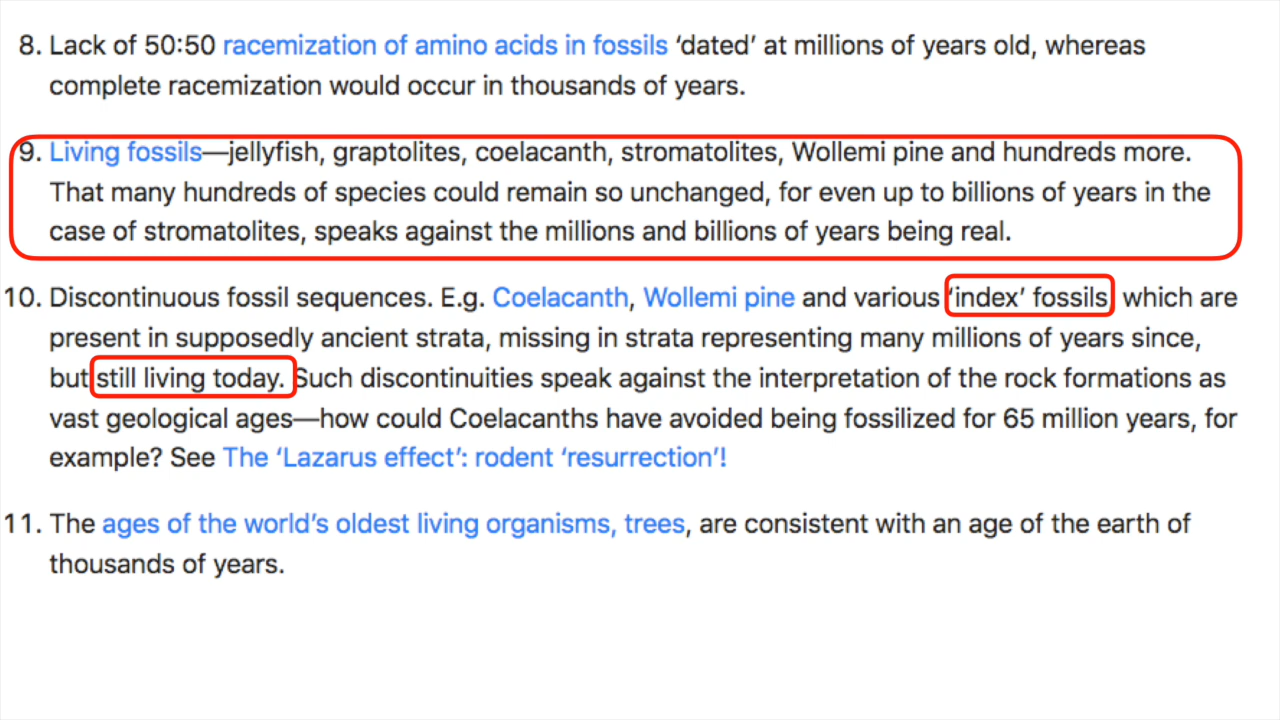 8. Lack of 50:50 racemization of amino acids in fossils ‘dated’ at millions of years old, whereas
complete racemization would occur in thousands of years.
9. Living fossils—jellyfish, graptolites, coelacanth, stromatolites, Wollemi pine and hundreds more.
That many hundreds of species could remain so unchanged, for even up to billions of years in the
case of stromatolites, speaks against the millions and billions of years being real.
10. Discontinuous fossil sequences. E.g. Coelacanth, Wollemi pine and various ‘index’ fossils, which are
present in supposedly ancient strata, missing in strata representing many millions of years since,
but still living today. Such discontinuities speak against the interpretation of the rock formations as
vast geological ages—how could Coelacanths have avoided being fossilized for 65 million years, for
example? See The ‘Lazarus effect’: rodent ‘resurrection’!
11. The ages of the world’s oldest living organisms, trees, are consistent with an age of the earth of
thousands of years.